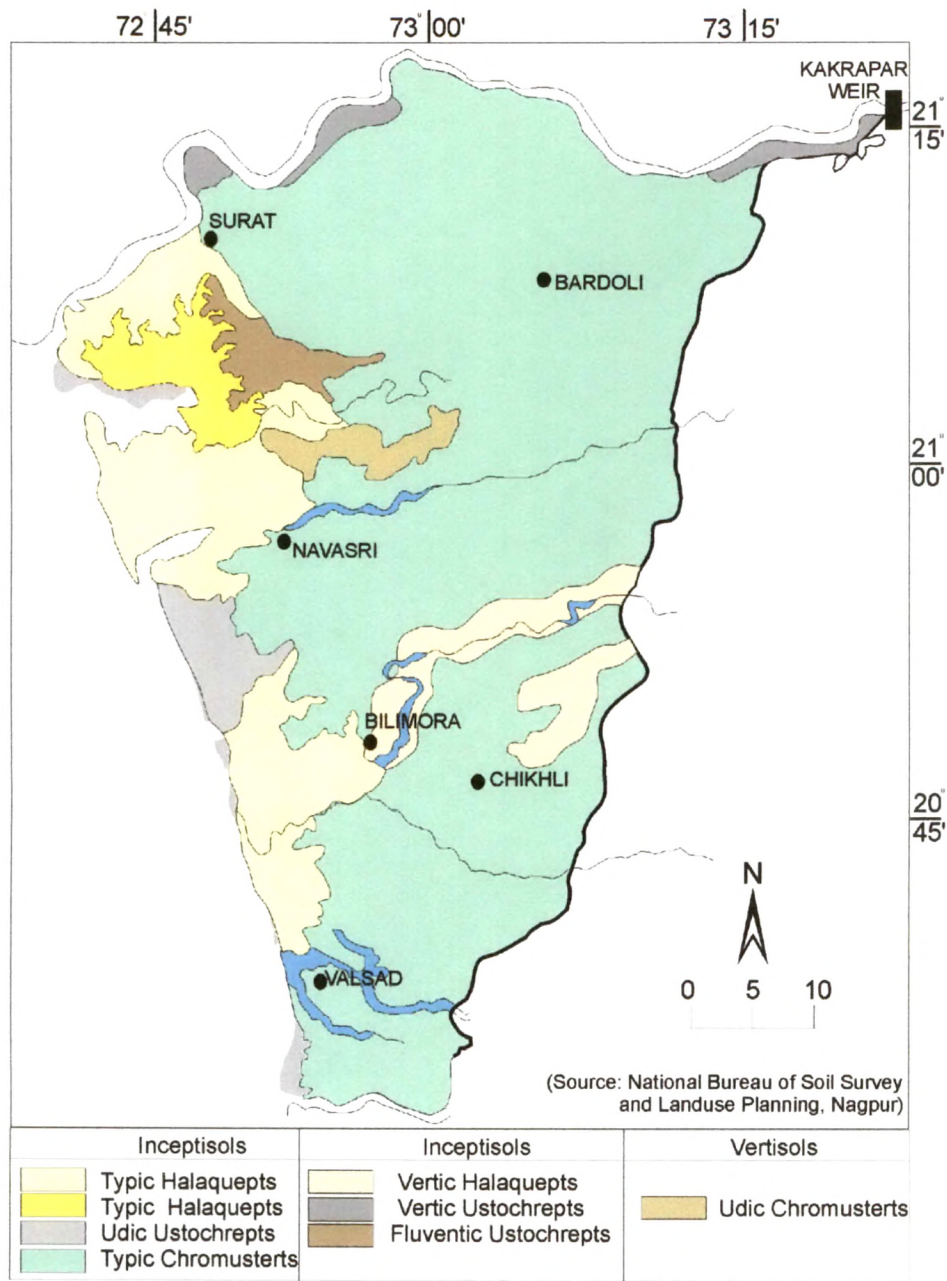 72°45'
73°00'
73°15'
KAKRAPAR
WEIR
21°
15'
SURAT
BARDOLI
21°
00'
NAVASRI
BILIMORA
CHIKHLI
20°
45'
N
VALSAD
0 5 10
(Source: National Bureau of Soil Survey
and Landuse Planning, Nagpur)
Inceptisols
Typic Halaquepts
Typic Halaquepts
Udic Ustochrepts
Typic Chromusterts
Inceptisols
Vertic Halaquepts
Vertic Ustochrepts
Fluventic Ustochrepts
Vertisols
Udic Chromusterts